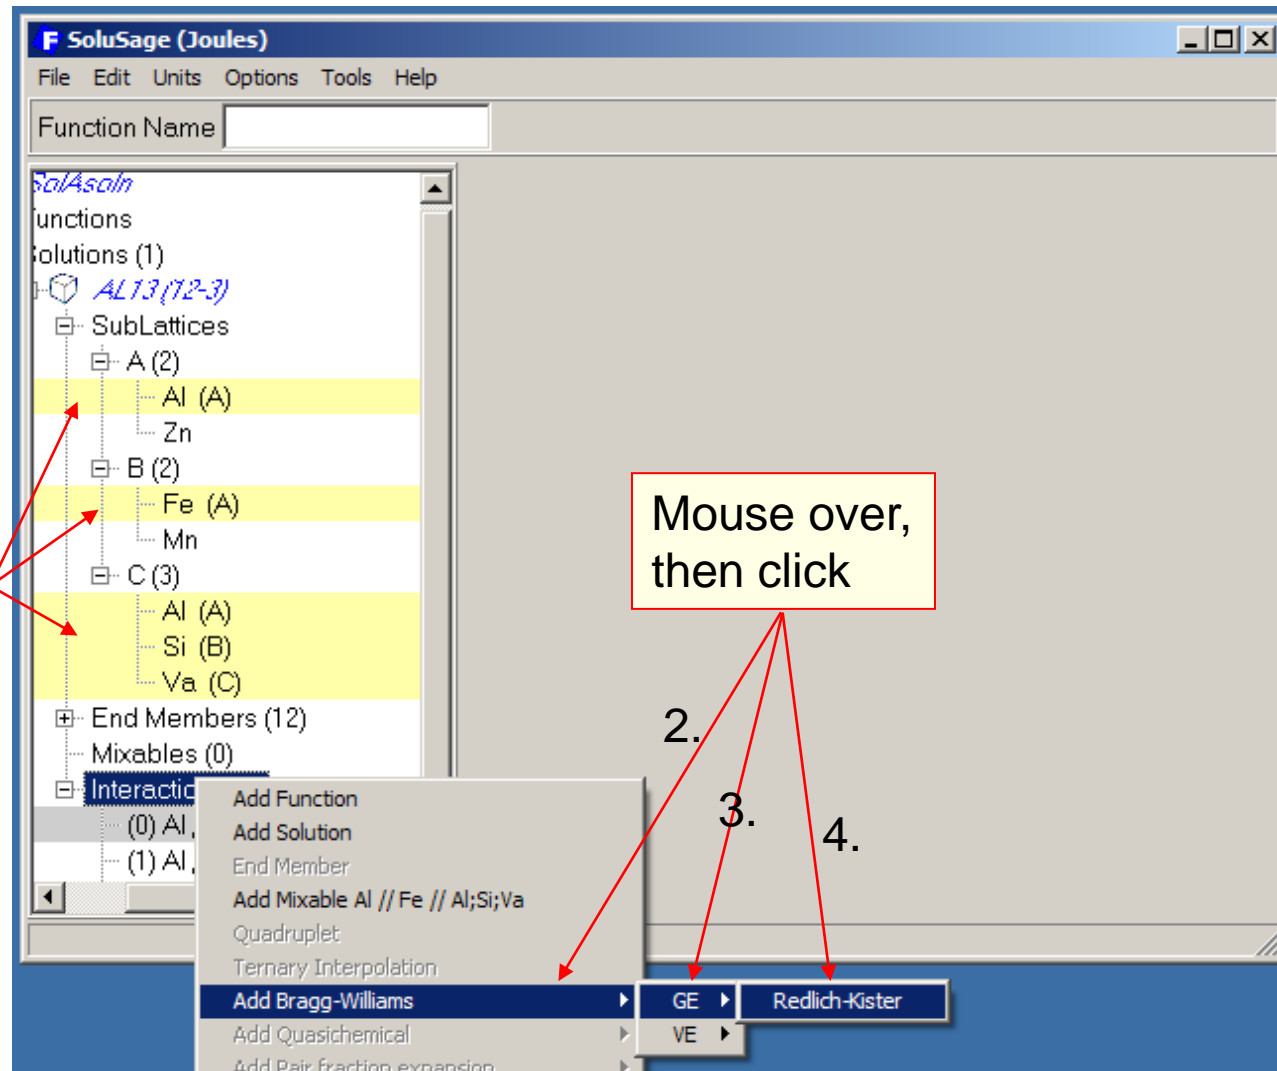 SoluSage (Joules)
File Edit Units Options Tools Help
Function Name
SolAsoln
unctions
olutions (1)
AL13 (12-3)
SubLattices
A (2)
Al (A)
Zn
B (2)
Fe (A)
Mn
C (3)
Al (A)
Si (B)
Va (C)
End Members (12)
Mixables (0)
Interactio
(0) Al,
(1) Al,
Mouse over,
then click
2.
3.
4.
Add Function
Add Solution
End Member
Add Mixable Al // Fe // Al;Si;Va
Quadruplet
Ternary Interpolation
Add Bragg-Williams
GE
Redlich-Kister
Add Quasichemical
VE
Add Pair fraction expansion